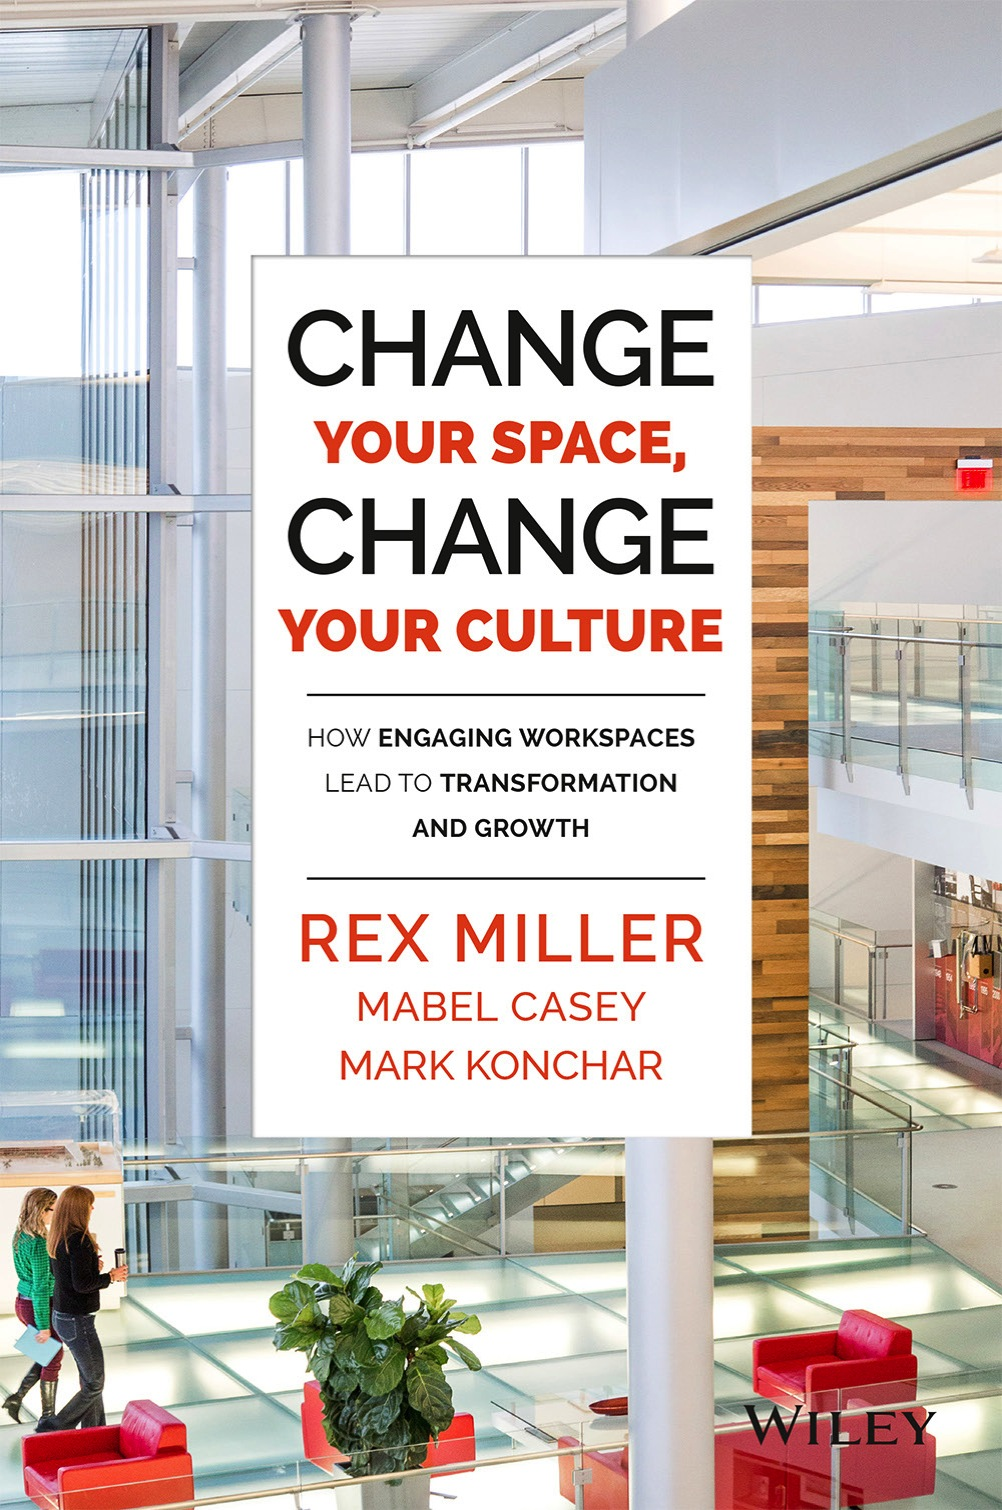 CHANGE
YOUR SPACE,
CHANGE
YOUR CULTURE
HOW ENGAGING WORKSPACES
LEAD TO TRANSFORMATION
AND GROWTH
REX MILLER
MABEL CASEY
MARK KONCHAR
WILEY